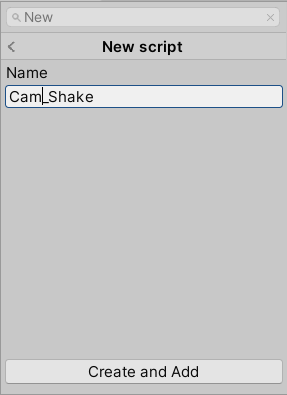 New
New script
Name
Cam_Shake
Create and Add